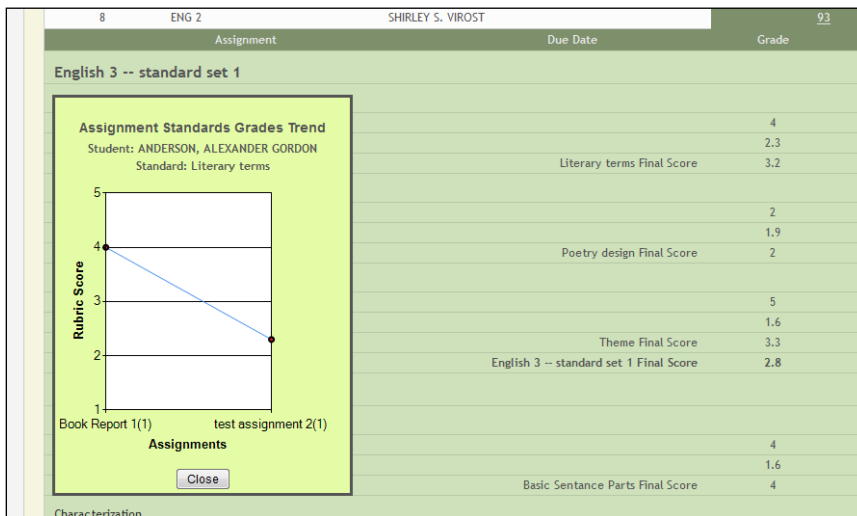 8 ENG 2 SHIRLEY S. VIROST 93
Assignment Due Date Grade
English 3 -- standard set 1
Assignment Standards Grades Trend
Student: ANDERSON, ALEXANDER GORDON
Standard: Literary terms
5
4
3
2
1
Rubric Score
Book Report 1(1) test assignment 2(1)
Assignments
Close
4
2.3
Literary terms Final Score 3.2
2
1.9
Poetry design Final Score 2
5
1.6
Theme Final Score 3.3
English 3 -- standard set 1 Final Score 2.8
4
1.6
Basic Sentance Parts Final Score 4
Characterization